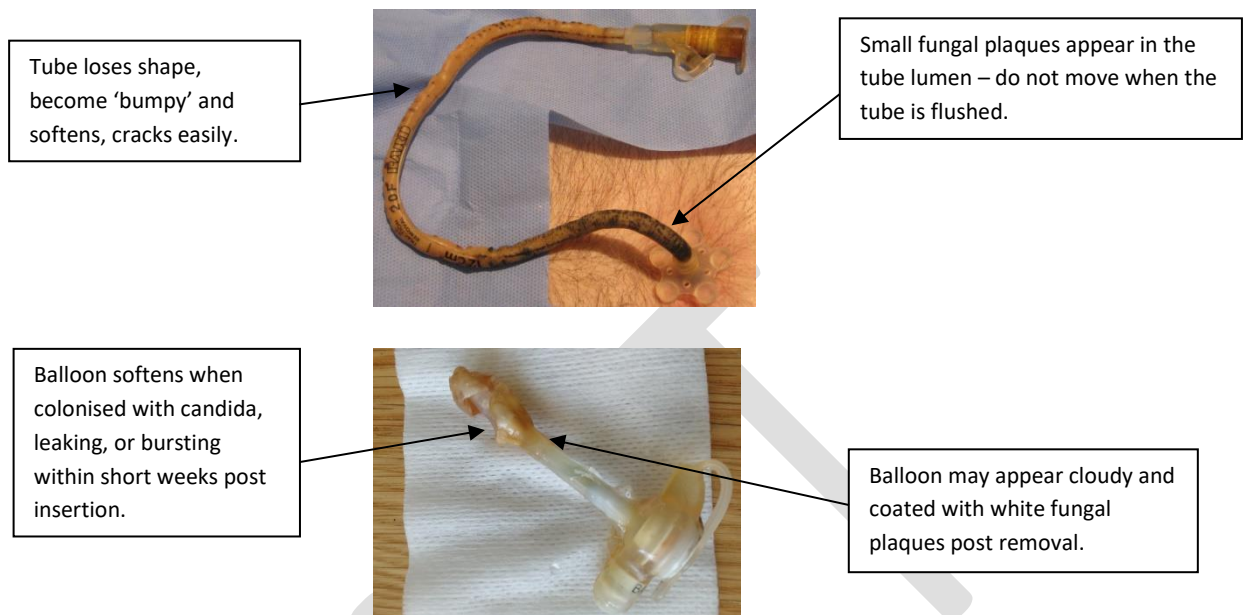 Tube loses shape,
become ‘bumpy’ and
softens, cracks easily.
Small fungal plaques appear in the
tube lumen – do not move when the
tube is flushed.
20F
Balloon softens when
colonised with candida,
leaking, or bursting
within short weeks post
insertion.
Balloon may appear cloudy and
coated with white fungal
plaques post removal.